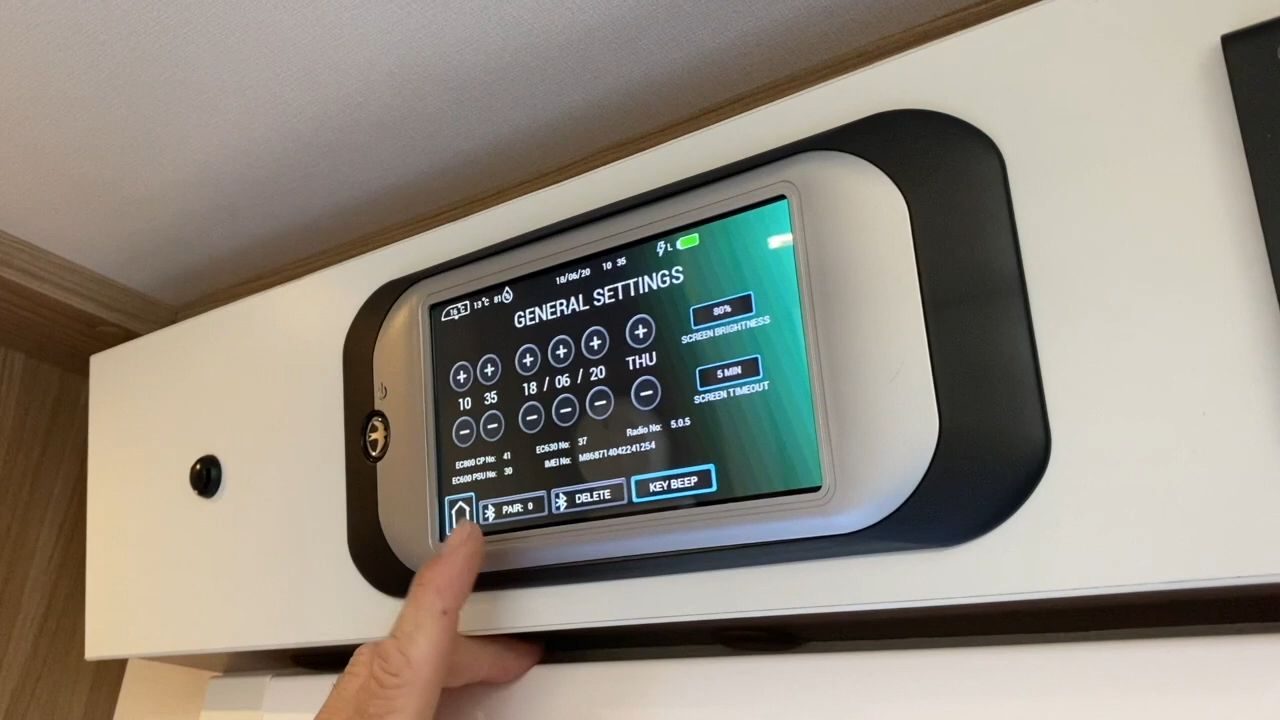 16°C 13°C 81 18/06/20 10 35 L
GENERAL SETTINGS
+ + + + + +
10 35 18 / 06 / 20 THU
- - - - - -
80%
SCREEN BRIGHTNESS
5 MIN
SCREEN TIMEOUT
EC800 CP No: 41 EC630 No: 37 Radio No: 5.0.5
EC600 PSU No: 30 IMEI No: M868714042241254
PAIR: 0 DELETE KEY BEEP